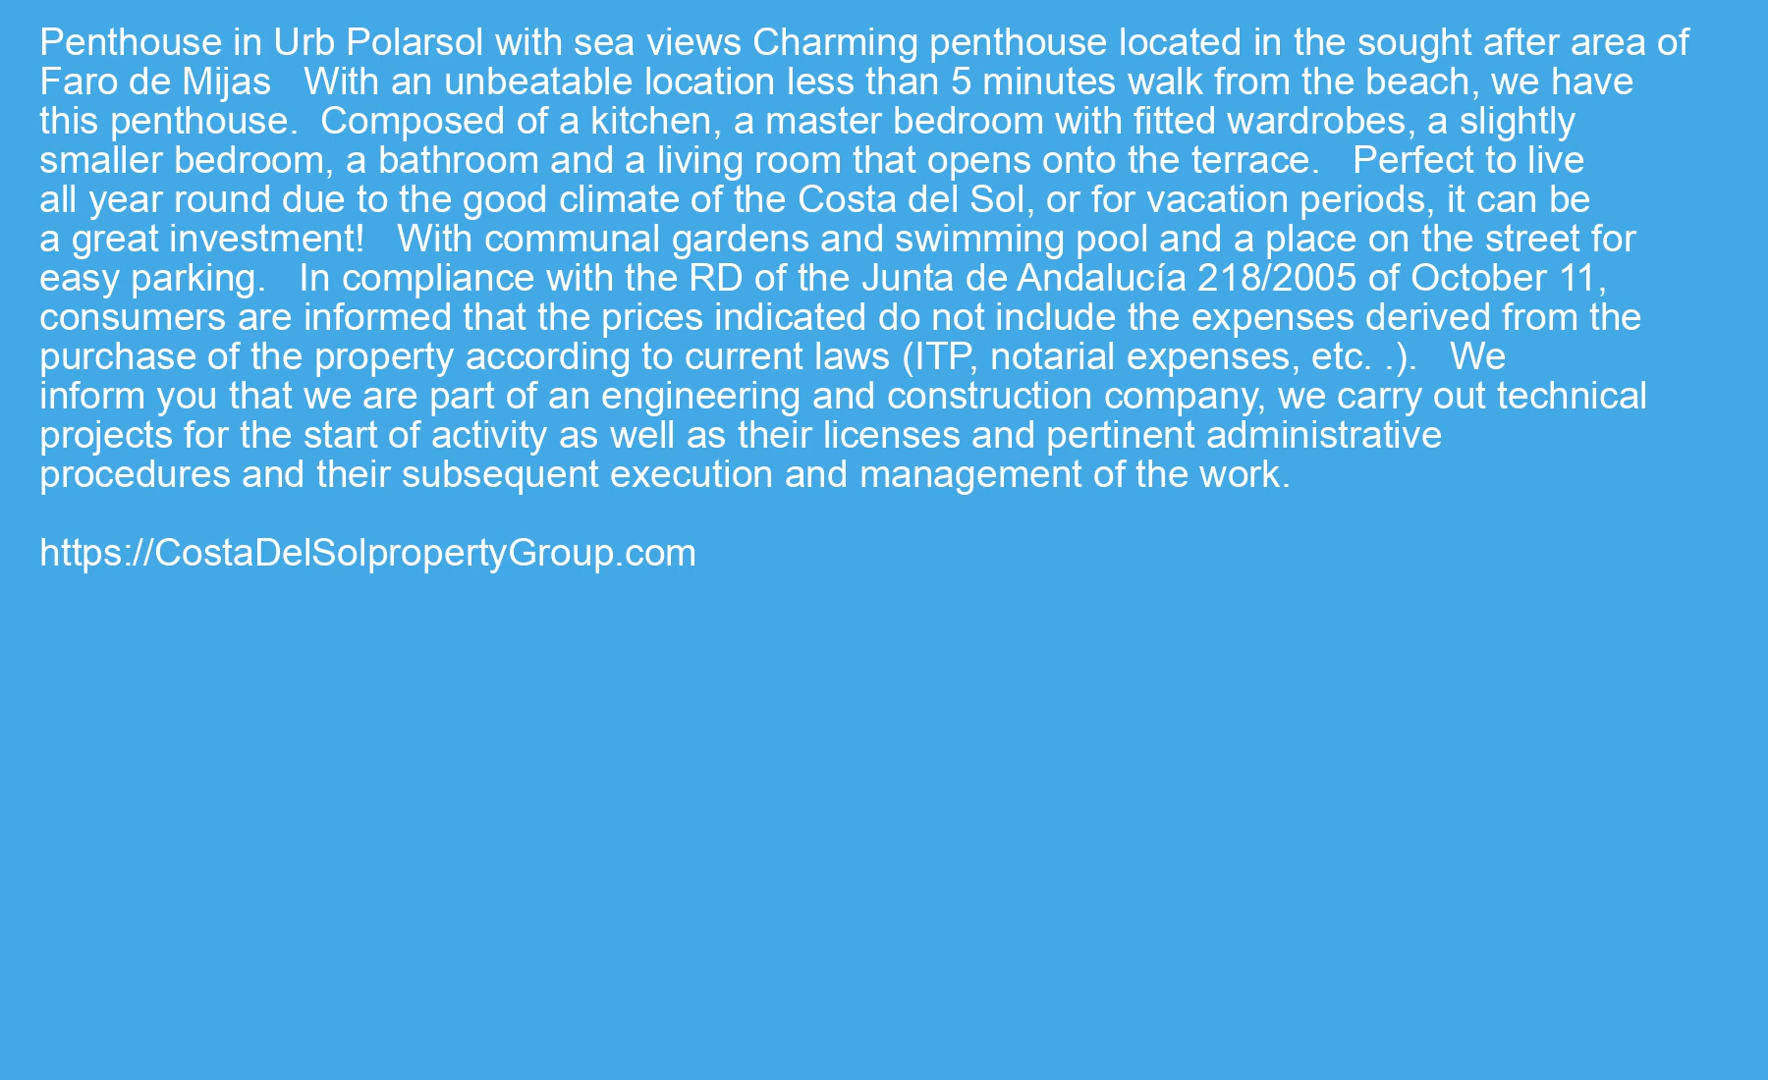 Penthouse in Urb Polarsol with sea views Charming penthouse located in the sought after area of
Faro de Mijas   With an unbeatable location less than 5 minutes walk from the beach, we have
this penthouse.  Composed of a kitchen, a master bedroom with fitted wardrobes, a slightly
smaller bedroom, a bathroom and a living room that opens onto the terrace.   Perfect to live
all year round due to the good climate of the Costa del Sol, or for vacation periods, it can be
a great investment!   With communal gardens and swimming pool and a place on the street for
easy parking.   In compliance with the RD of the Junta de Andalucía 218/2005 of October 11,
consumers are informed that the prices indicated do not include the expenses derived from the
purchase of the property according to current laws (ITP, notarial expenses, etc. .).   We
inform you that we are part of an engineering and construction company, we carry out technical
projects for the start of activity as well as their licenses and pertinent administrative
procedures and their subsequent execution and management of the work.
https://CostaDelSolpropertyGroup.com